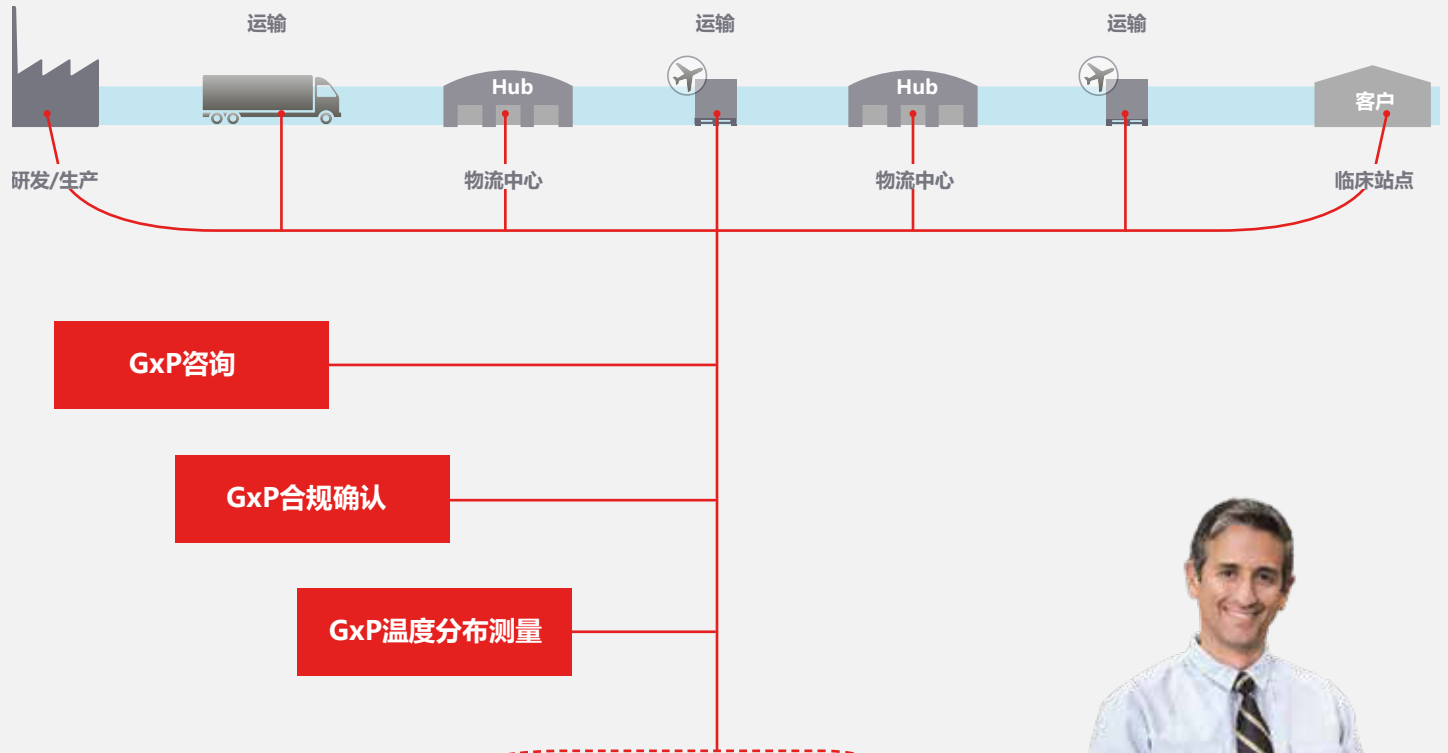 运输 运输 运输
Hub Hub 客户
研发/生产 物流中心 物流中心 临床站点
GxP咨询
GxP合规确认
GxP温度分布测量